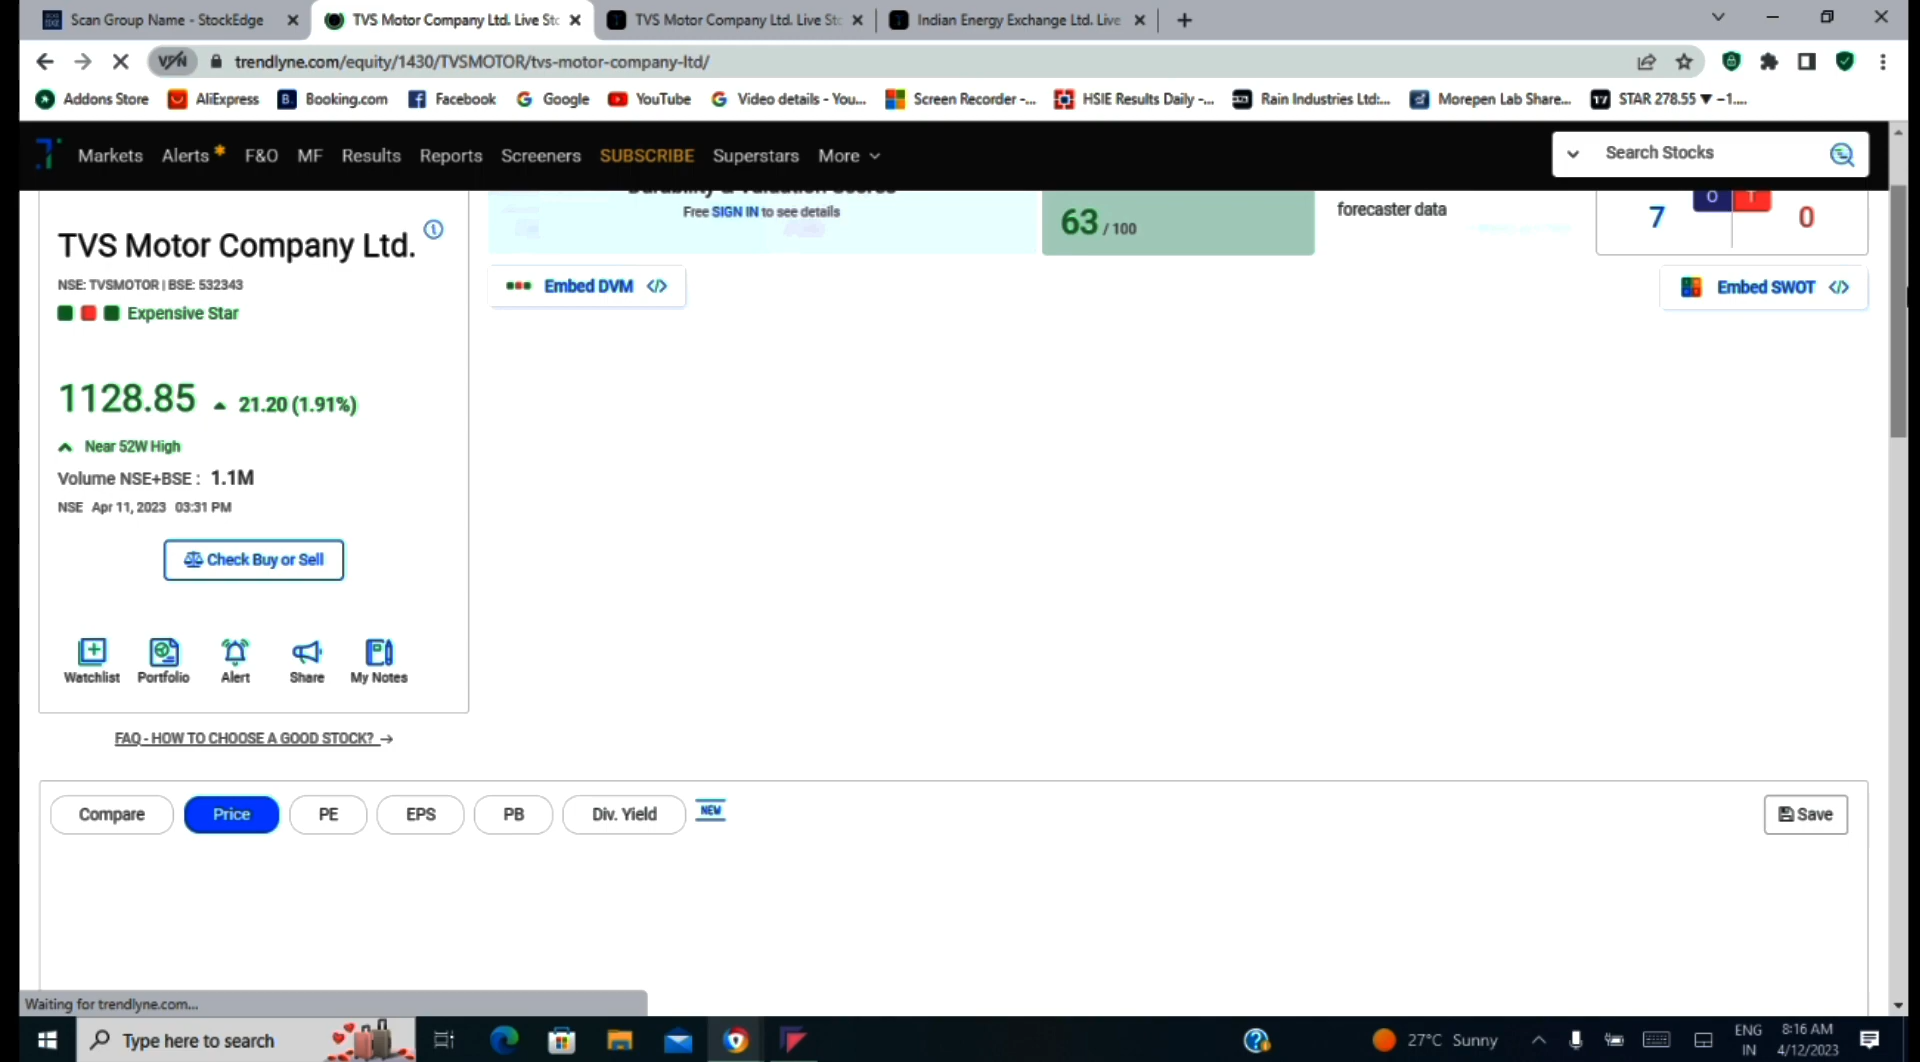 Scan Group Name - StockEdge
TVS Motor Company Ltd. Live Sto
TVS Motor Company Ltd. Live Sto
Indian Energy Exchange Ltd. Live
VPN
trendlyne.com/equity/1430/TVSMOTOR/tvs-motor-company-ltd/
Addons Store
AliExpress
Booking.com
Facebook
Google
YouTube
Video details - You...
Screen Recorder -...
HSIE Results Daily -...
Rain Industries Ltd:...
Morepen Lab Share...
STAR 278.55 ▼ −1....
Markets
Alerts
F&O
MF
Results
Reports
Screeners
SUBSCRIBE
Superstars
More
Search Stocks
Durability & Valuation Scores
Free SIGN IN to see details
63 / 100
forecaster data
O
T
7
0
TVS Motor Company Ltd.
NSE: TVSMOTOR | BSE: 532343
Expensive Star
Embed DVM </>
Embed SWOT </>
1128.85 ▲ 21.20 (1.91%)
Near 52W High
Volume NSE+BSE : 1.1M
NSE Apr 11, 2023 03:31 PM
Check Buy or Sell
Watchlist
Portfolio
Alert
Share
My Notes
FAQ - HOW TO CHOOSE A GOOD STOCK? →
Compare
Price
PE
EPS
PB
Div. Yield
NEW
Save
Waiting for trendlyne.com...
Type here to search
27°C Sunny
ENG
IN
8:16 AM
4/12/2023